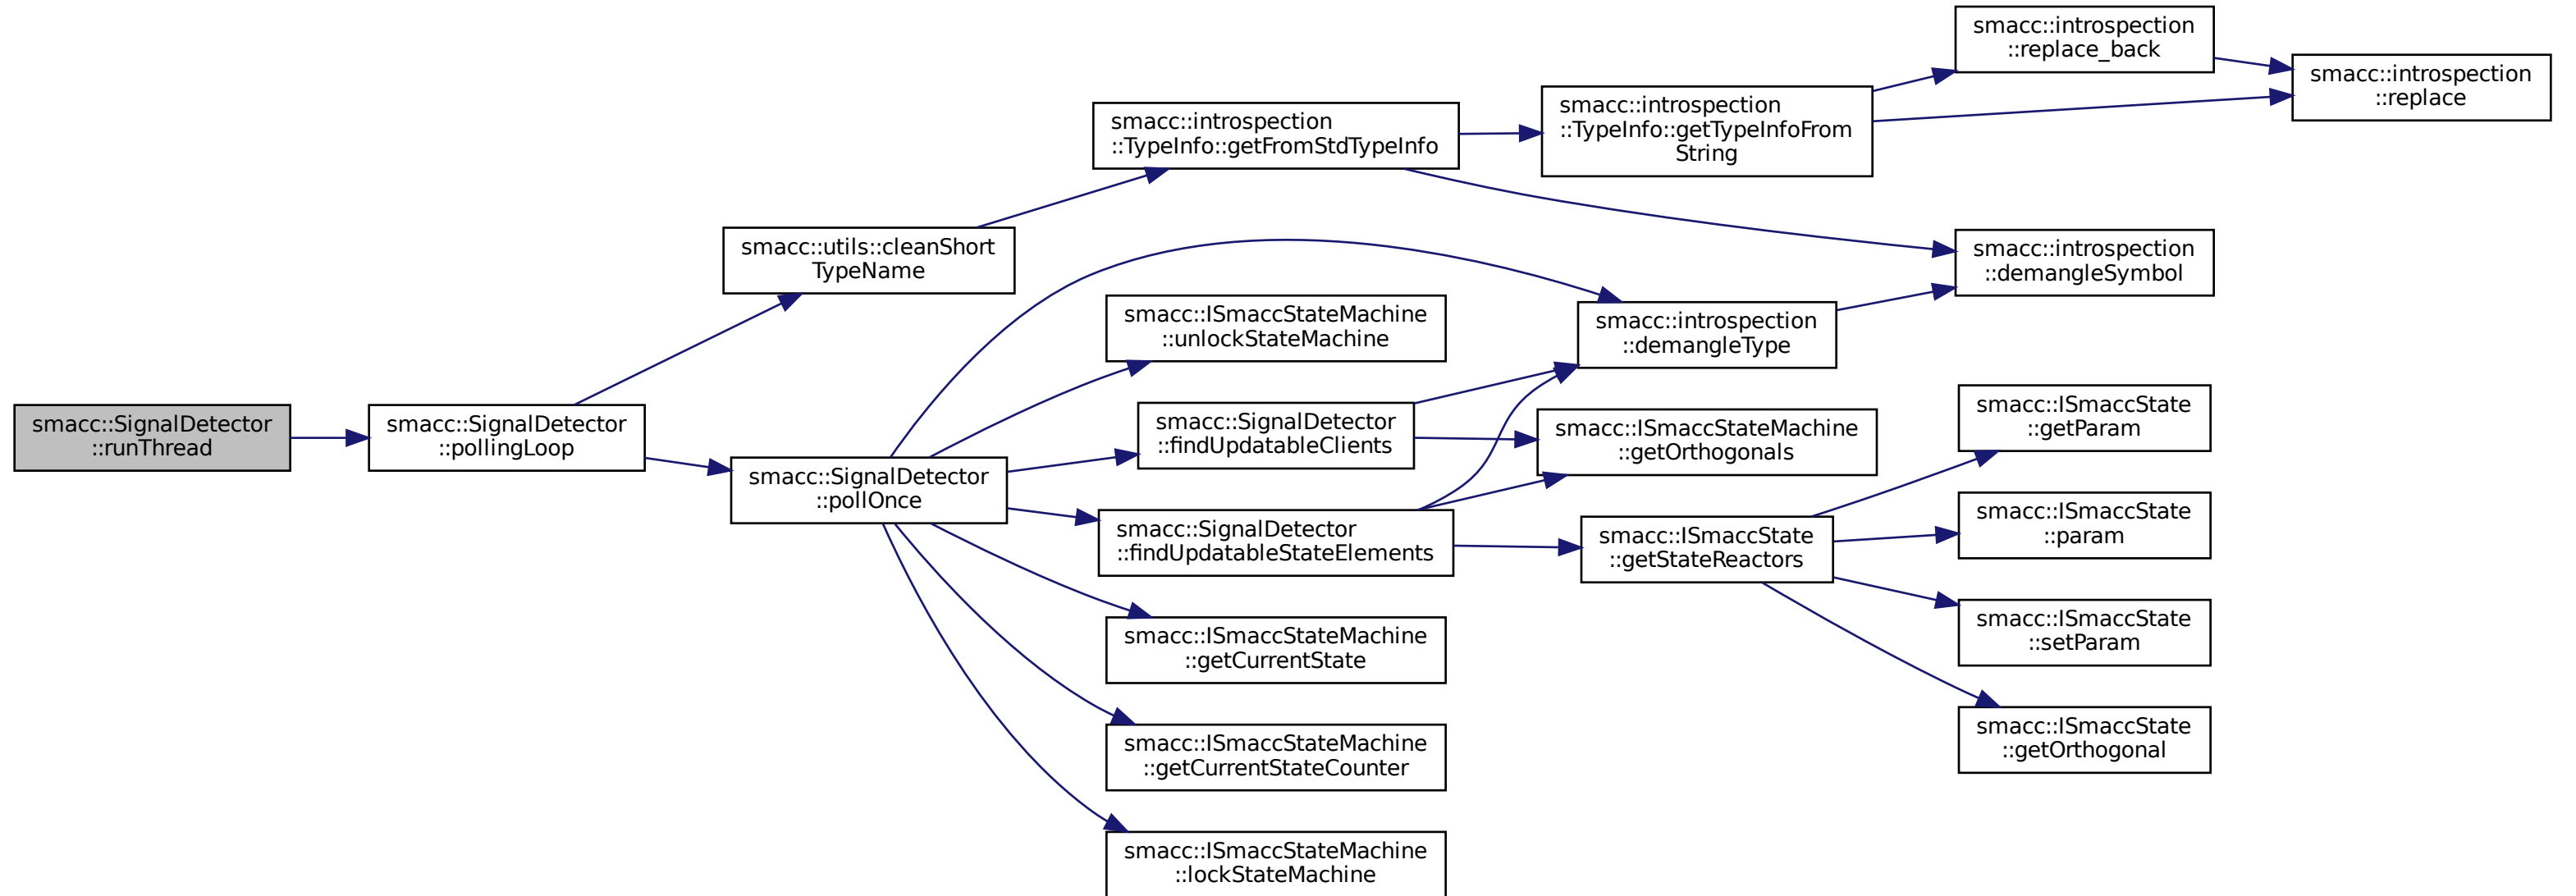 smacc::SignalDetector
::runThread
smacc::SignalDetector
::pollingLoop
smacc::utils::cleanShort
TypeName
smacc::SignalDetector
::pollOnce
smacc::introspection
::TypeInfo::getFromStdTypeInfo
smacc::ISmaccStateMachine
::unlockStateMachine
smacc::SignalDetector
::findUpdatableClients
smacc::SignalDetector
::findUpdatableStateElements
smacc::ISmaccStateMachine
::getCurrentState
smacc::ISmaccStateMachine
::getCurrentStateCounter
smacc::ISmaccStateMachine
::lockStateMachine
smacc::introspection
::TypeInfo::getTypeInfoFrom
String
smacc::introspection
::demangleType
smacc::ISmaccStateMachine
::getOrthogonals
smacc::ISmaccState
::getStateReactors
smacc::introspection
::replace_back
smacc::introspection
::demangleSymbol
smacc::ISmaccState
::getParam
smacc::ISmaccState
::param
smacc::ISmaccState
::setParam
smacc::ISmaccState
::getOrthogonal
smacc::introspection
::replace